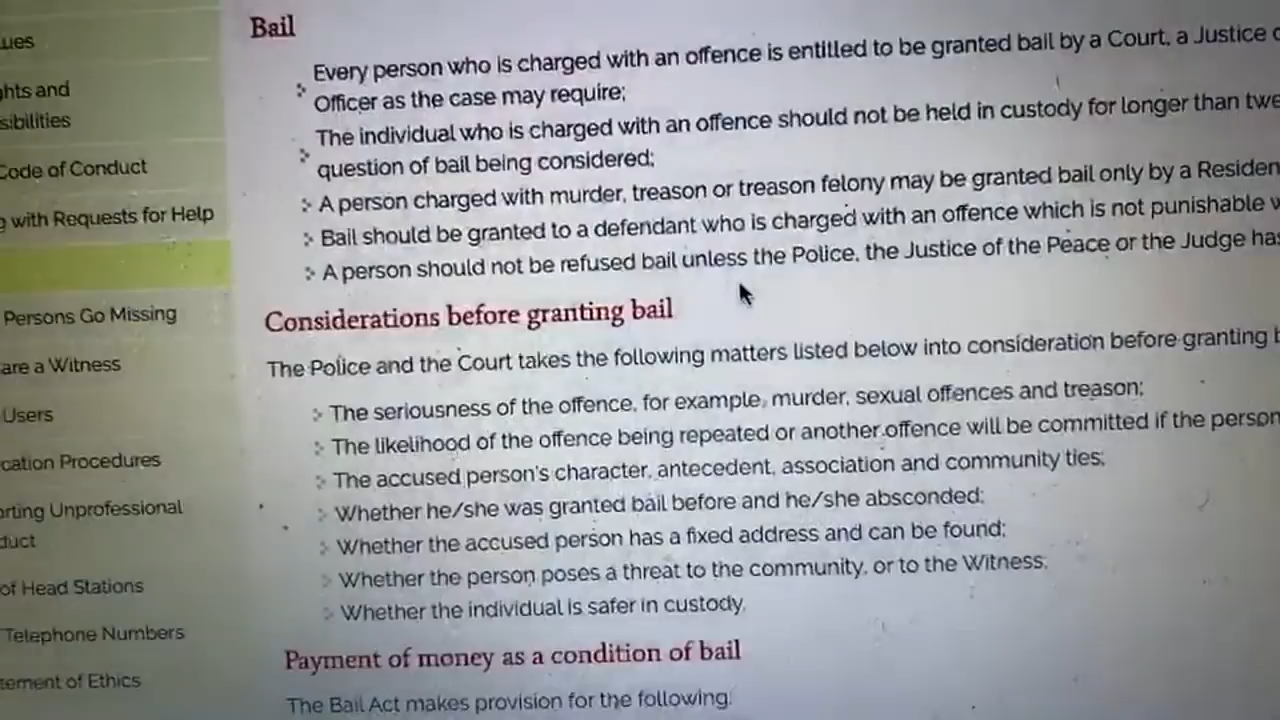 ues
hts and
sibilities
Code of Conduct
with Requests for Help
Persons Go Missing
are a Witness
Users
cation Procedures
rting Unprofessional
duct
of Head Stations
Telephone Numbers
tement of Ethics
Bail
Every person who is charged with an offence is entitled to be granted bail by a Court, a Justice
Officer as the case may require;
The individual who is charged with an offence should not be held in custody for longer than twe
question of bail being considered;
A person charged with murder, treason or treason felony may be granted bail only by a Residen
Bail should be granted to a defendant who is charged with an offence which is not punishable w
A person should not be refused bail unless the Police, the Justice of the Peace or the Judge has
Considerations before granting bail
The Police and the Court takes the following matters listed below into consideration before granting b
The seriousness of the offence, for example, murder, sexual offences and treason;
The likelihood of the offence being repeated or another offence will be committed if the person
The accused person's character, antecedent, association and community ties;
Whether he/she was granted bail before and he/she absconded;
Whether the accused person has a fixed address and can be found;
Whether the person poses a threat to the community, or to the Witness;
Whether the individual is safer in custody.
Payment of money as a condition of bail
The Bail Act makes provision for the following: